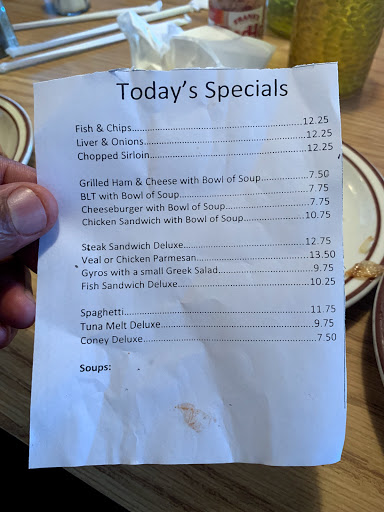 Today's Specials
Fish & Chips.....................................................12.25
Liver & Onions..................................................12.25
Chopped Sirloin................................................12.25
Grilled Ham & Cheese with Bowl of Soup............7.50
BLT with Bowl of Soup.......................................7.75
Cheeseburger with Bowl of Soup........................7.75
Chicken Sandwich with Bowl of Soup.................10.75
Steak Sandwich Deluxe......................................12.75
Veal or Chicken Parmesan..................................13.50
Gyros with a small Greek Salad...........................9.75
Fish Sandwich Deluxe........................................10.25
Spaghetti..........................................................11.75
Tuna Melt Deluxe...............................................9.75
Coney Deluxe.....................................................7.50
Soups: